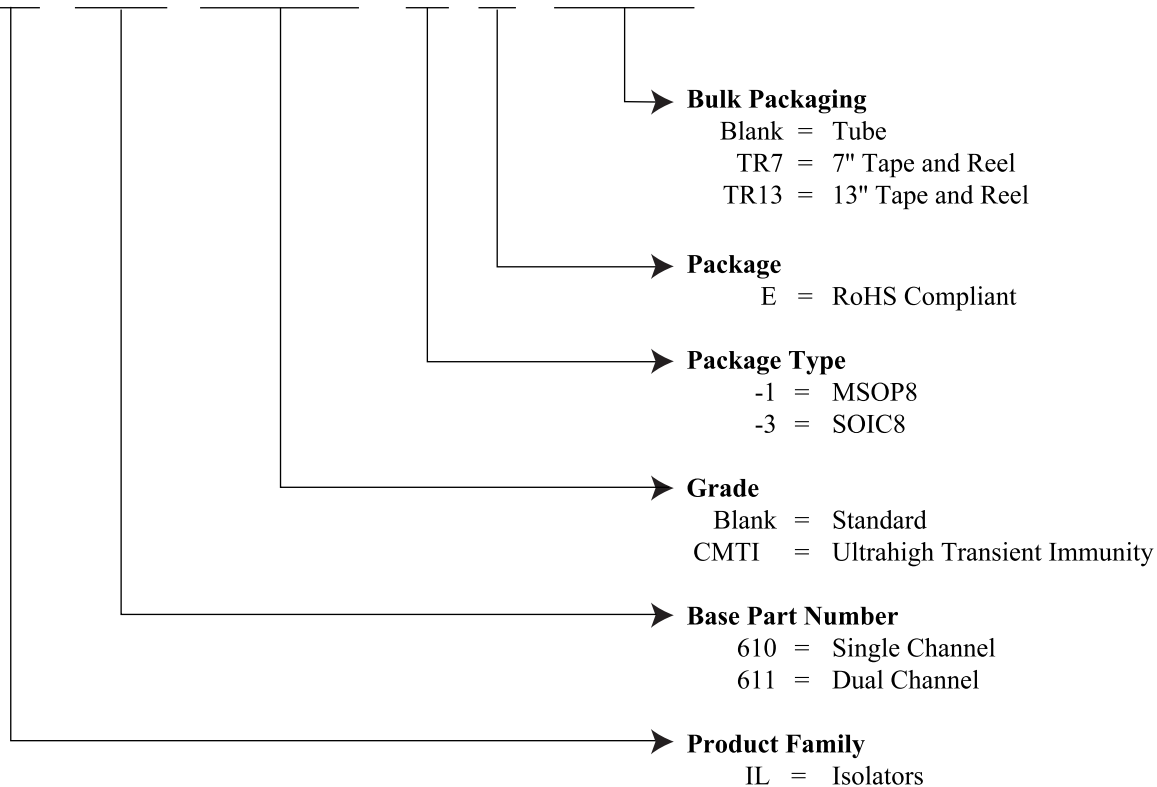 Bulk Packaging
Blank = Tube
TR7 = 7" Tape and Reel
TR13 = 13" Tape and Reel
Package
E = RoHS Compliant
Package Type
-1 = MSOP8
-3 = SOIC8
Grade
Blank = Standard
CMTI = Ultrahigh Transient Immunity
Base Part Number
610 = Single Channel
611 = Dual Channel
Product Family
IL = Isolators